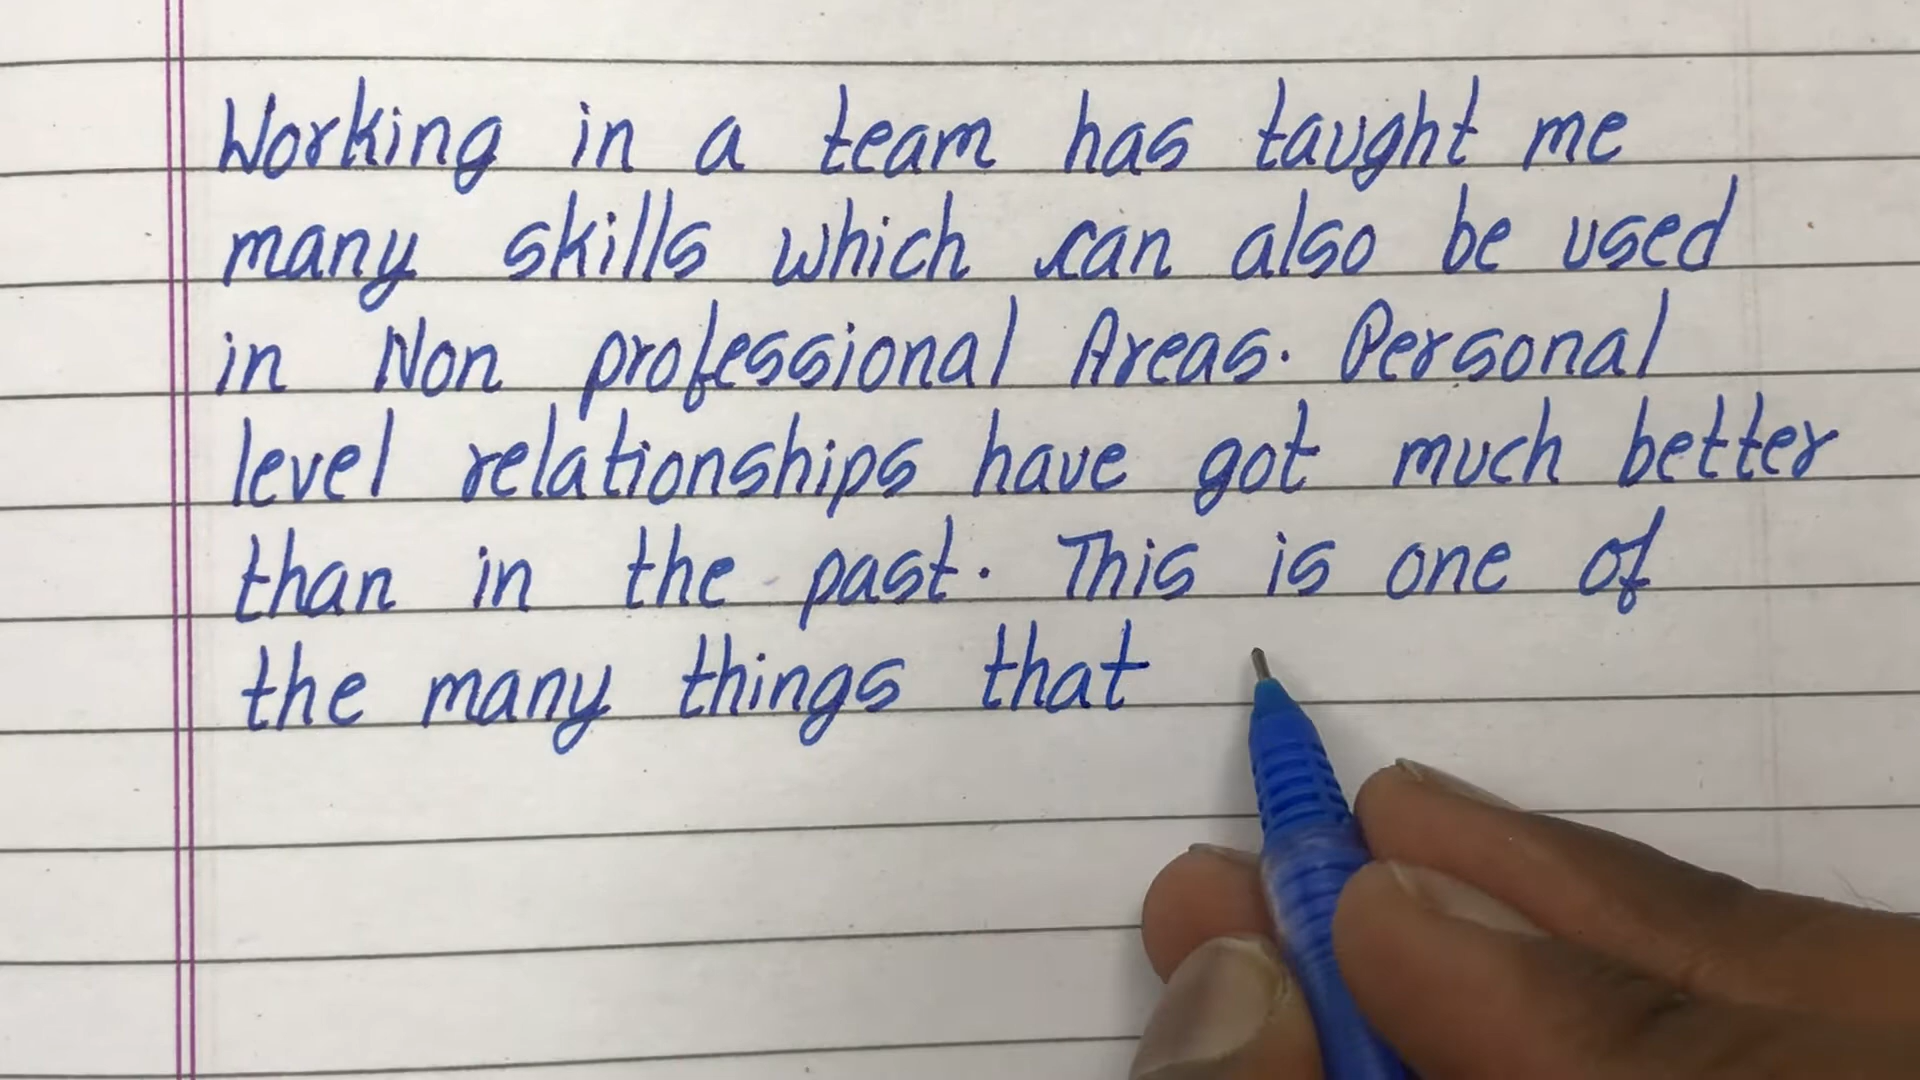 Working in a team has taught me
many skills which can also be used
in Non professional Areas. Personal
level relationships have got much better
than in the past. This is one of
the many things that